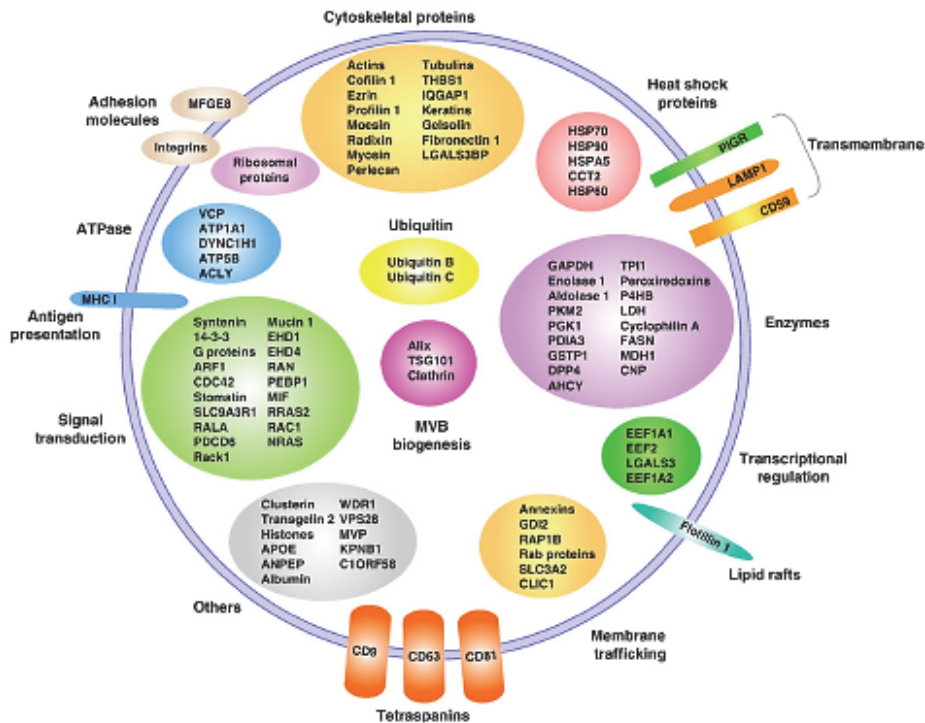 Cytoskeletal proteins
Actins Tubulins
Cofilin 1 THBS1
Ezrin IQGAP1
Profilin 1 Keratins
Moesin Gelsolin
Radixin Fibronectin 1
Myosin LGALS3BP
Perlecan
Adhesion
molecules
MFGE8
Integrins
Ribosomal
proteins
Heat shock
proteins
HSP70
HSP90
HSPA5
CCT2
HSP60
PIGR
LAMP1
CD59
Transmembrane
ATPase
VCP
ATP1A1
DYNC1H1
ATP5B
ACLY
Ubiquitin
Ubiquitin B
Ubiquitin C
MHC I
Antigen
presentation
GAPDH TPI1
Enolase 1 Peroxiredoxins
Aldolase 1 P4HB
PKM2 LDH
PGK1 Cyclophilin A
PDIA3 FASN
GSTP1 MDH1
DPP4 CNP
AHCY
Enzymes
Syntenin Mucin 1
14-3-3 EHD1
G proteins EHD4
ARF1 RAN
CDC42 PEBP1
Stomatin MIF
SLC9A3R1 RRAS2
RALA RAC1
PDCD6 NRAS
Rack1
Signal
transduction
Alix
TSG101
Clathrin
MVB
biogenesis
EEF1A1
EEF2
LGALS3
EEF1A2
Transcriptional
regulation
Clusterin WDR1
Transgelin 2 VPS28
Histones MVP
APOE KPNB1
ANPEP C1ORF58
Albumin
Others
Annexins
GDI2
RAP1B
Rab proteins
SLC3A2
CLIC1
Membrane
trafficking
Flotillin 1
Lipid rafts
CD9 CD63 CD81
Tetraspanins